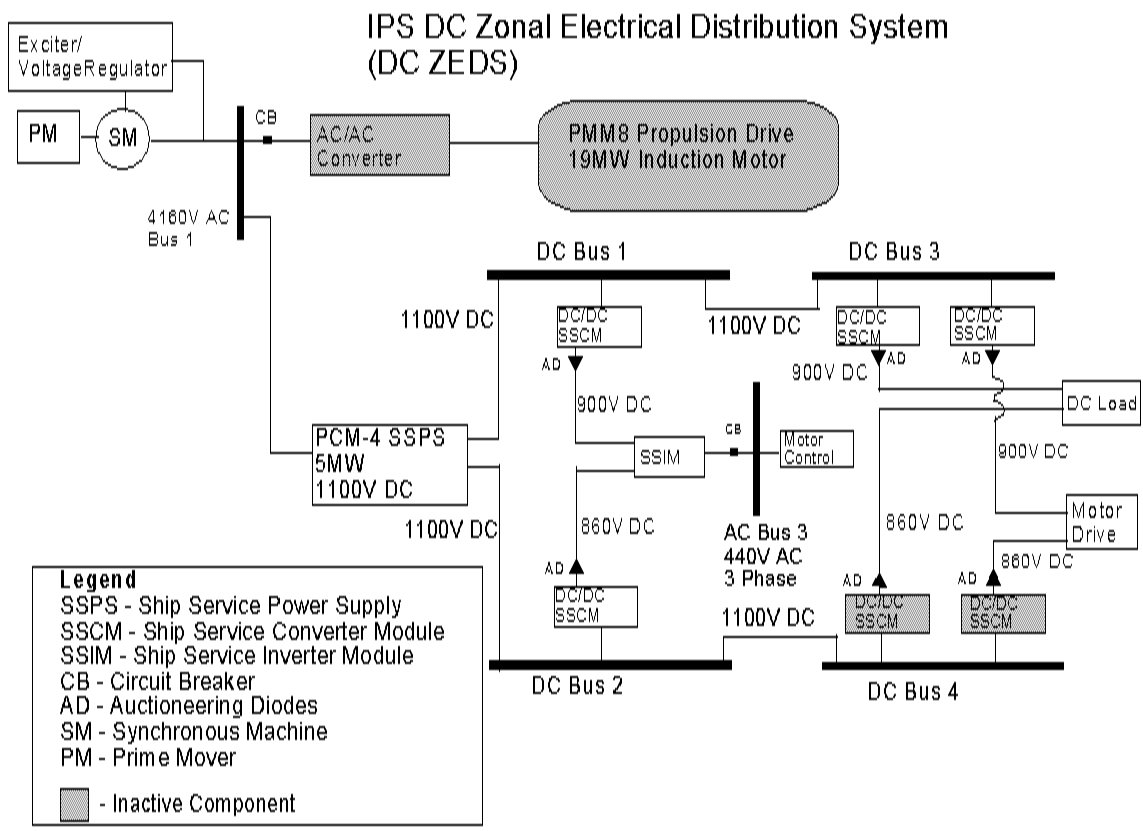 IPS DC Zonal Electrical Distribution System
(DC ZEDS)
Exciter/
VoltageRegulator
PM
SM
CB
AC/AC
Converter
PMM8 Propulsion Drive
19MW Induction Motor
4160V AC
Bus 1
DC Bus 1
DC Bus 3
1100V DC
DC/DC
SSCM
AD
900V DC
1100V DC
DC/DC
SSCM
AD
900V DC
DC/DC
SSCM
AD
DC Load
PCM-4 SSPS
5MW
1100V DC
SSIM
CB
Motor
Control
900V DC
1100V DC
860V DC
AC Bus 3
440V AC
3 Phase
860V DC
Motor
Drive
860V DC
AD
DC/DC
SSCM
1100V DC
AD
DC/DC
SSCM
AD
DC/DC
SSCM
DC Bus 2
DC Bus 4
Legend
SSPS - Ship Service Power Supply
SSCM - Ship Service Converter Module
SSIM - Ship Service Inverter Module
CB - Circuit Breaker
AD - Auctioneering Diodes
SM - Synchronous Machine
PM - Prime Mover
- Inactive Component